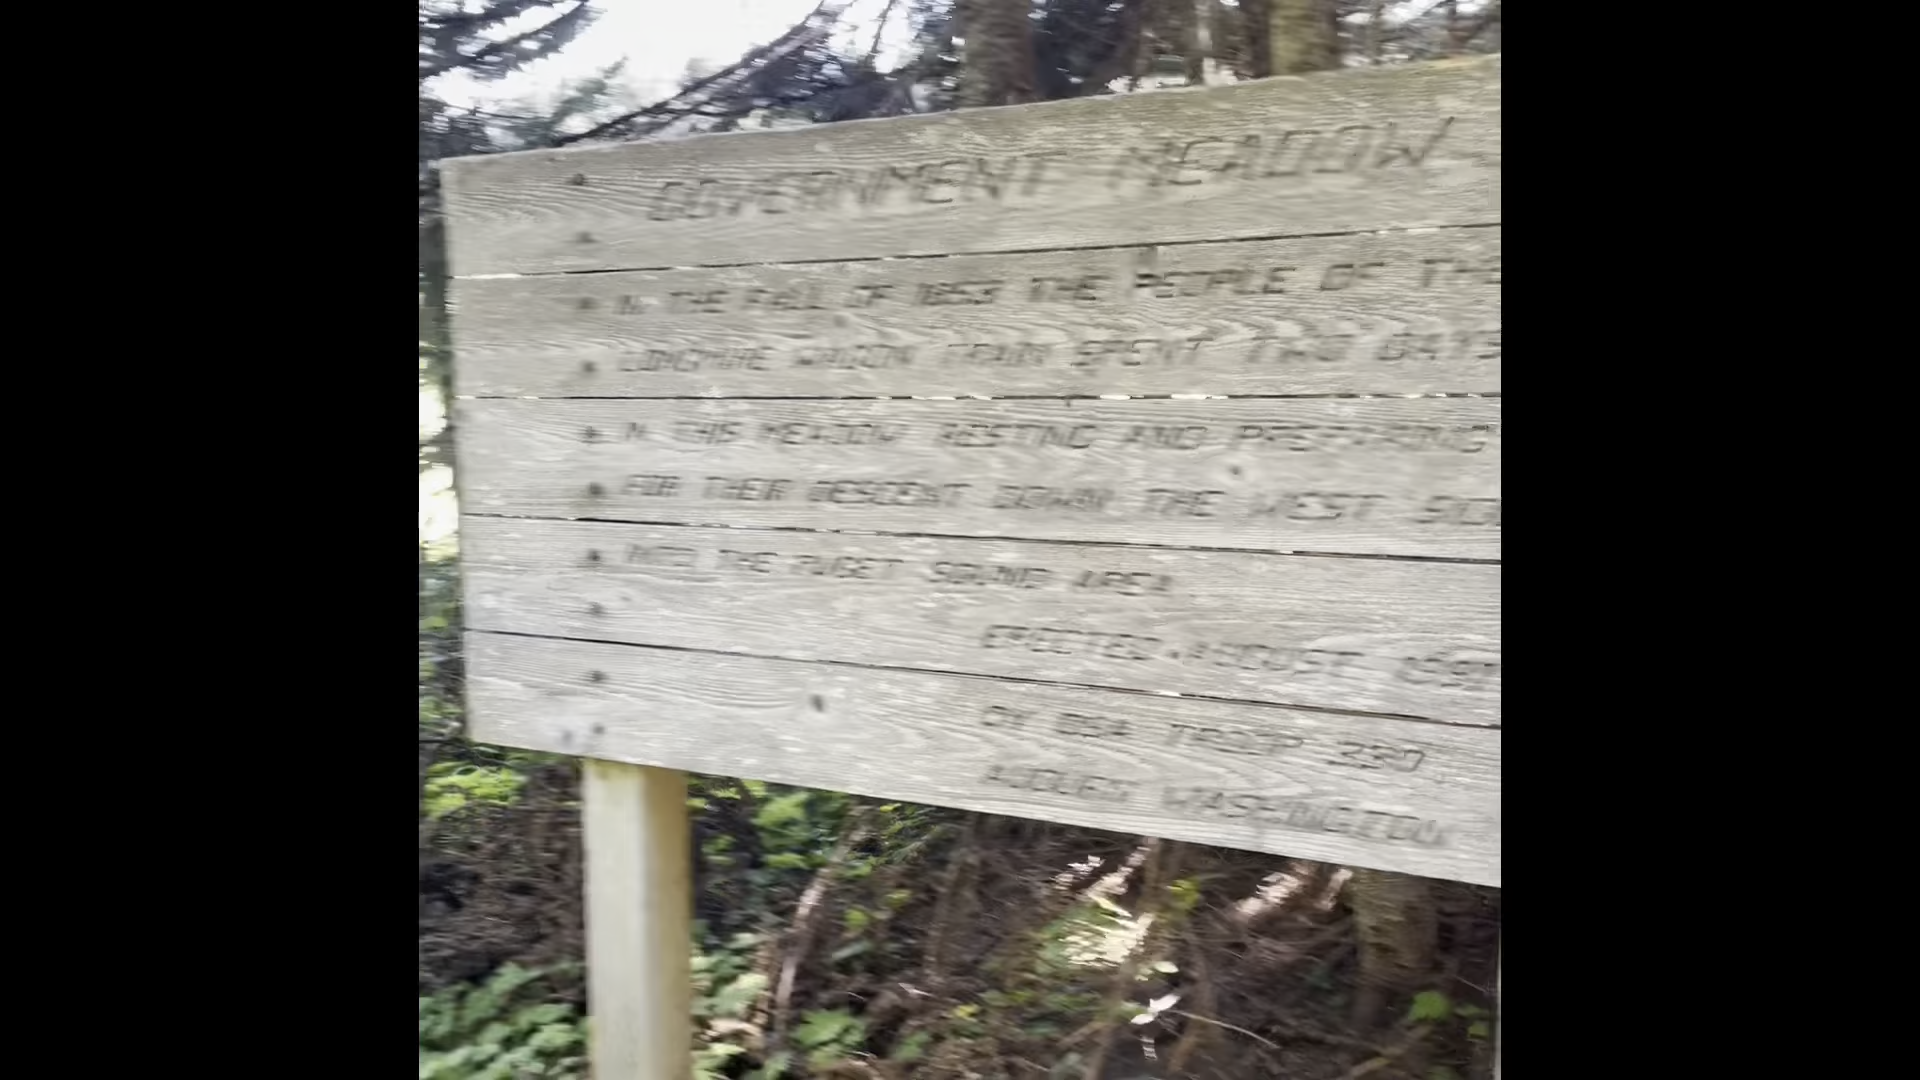 GOVERNMENT MEADOW
IN THE FALL OF 1853 THE PEOPLE OF THE
LONGMIRE WAGON TRAIN SPENT TWO DAYS
IN THIS MEADOW RESTING AND PREPARING
FOR THEIR DESCENT DOWN THE WEST
INTO THE PUGET SOUND AREA
ERECTED AUGUST
BY BSA TROOP
WASHINGTON